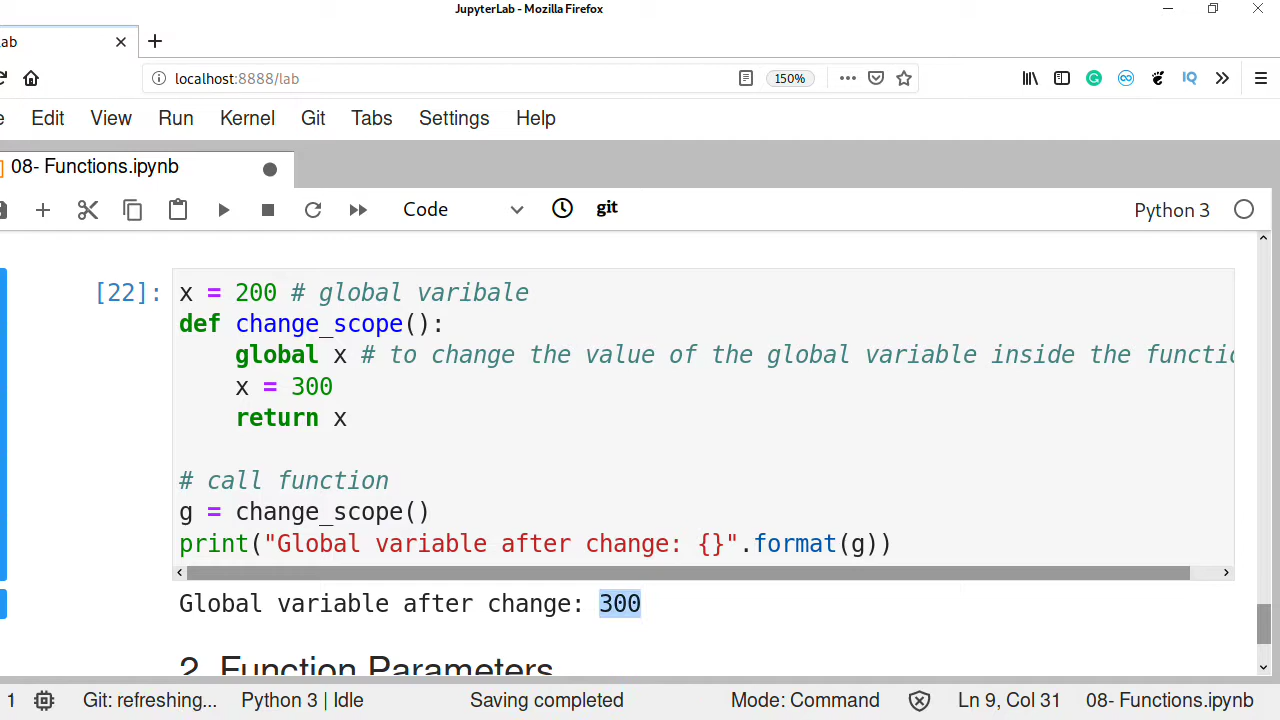 JupyterLab - Mozilla Firefox
ab
localhost:8888/lab
150%
Edit View Run Kernel Git Tabs Settings Help
08- Functions.ipynb
Code
git
Python 3
[22]:
x = 200 # global varibale
def change_scope():
global x # to change the value of the global variable inside the functio
x = 300
return x
# call function
g = change_scope()
print("Global variable after change: {}".format(g))
Global variable after change: 300
2. Function Parameters
1 Git: refreshing... Python 3 | Idle Saving completed Mode: Command Ln 9, Col 31 08- Functions.ipynb